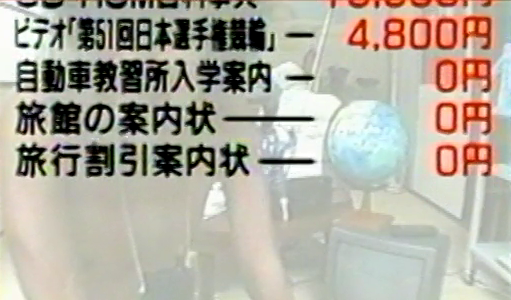 ビデオ「第51回日本選手権競輪」― 4,800円
自動車教習所入学案内 ― 0円
旅館の案内状 ―― 0円
旅行割引案内状 ― 0円